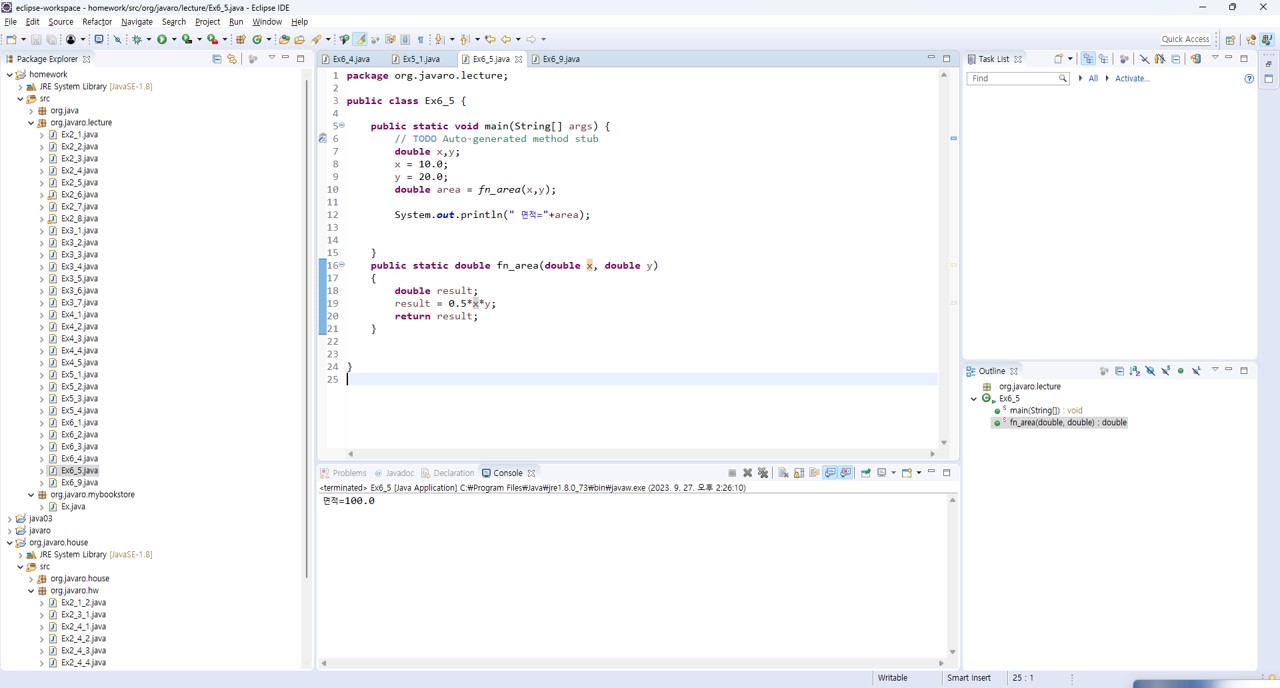 eclipse-workspace - homework/src/org/javaro/lecture/Ex6_5.java - Eclipse IDE
File Edit Source Refactor Navigate Search Project Run Window Help
Quick Access
Package Explorer
homework
JRE System Library [JavaSE-1.8]
src
org.java
org.javaro.lecture
Ex2_1.java
Ex2_2.java
Ex2_3.java
Ex2_4.java
Ex2_5.java
Ex2_6.java
Ex2_7.java
Ex2_8.java
Ex3_1.java
Ex3_2.java
Ex3_3.java
Ex3_4.java
Ex3_5.java
Ex3_6.java
Ex3_7.java
Ex4_1.java
Ex4_2.java
Ex4_3.java
Ex4_4.java
Ex4_5.java
Ex5_1.java
Ex5_2.java
Ex5_3.java
Ex5_4.java
Ex6_1.java
Ex6_2.java
Ex6_3.java
Ex6_4.java
Ex6_5.java
Ex6_9.java
org.javaro.mybookstore
Ex.java
java03
javaro
org.javaro.house
JRE System Library [JavaSE-1.8]
src
org.javaro.house
org.javaro.hw
Ex2_1_2.java
Ex2_3_1.java
Ex2_4_1.java
Ex2_4_2.java
Ex2_4_3.java
Ex2_4_4.java
Ex6_4.java Ex5_1.java Ex6_5.java Ex6_9.java
1 package org.javaro.lecture;
2
3 public class Ex6_5 {
4
5 public static void main(String[] args) {
6 // TODO Auto-generated method stub
7 double x,y;
8 x = 10.0;
9 y = 20.0;
10 double area = fn_area(x,y);
11
12 System.out.println(" 면적="+area);
13
14
15 }
16 public static double fn_area(double x, double y)
17 {
18 double result;
19 result = 0.5*x*y;
20 return result;
21 }
22
23
24 }
25
Problems Javadoc Declaration Console
<terminated> Ex6_5 [Java Application] C:₩Program Files₩Java₩jre1.8.0_73₩bin₩javaw.exe (2023. 9. 27. 오후 2:26:10)
면적=100.0
Task List
Find All Activate...
Outline
org.javaro.lecture
Ex6_5
main(String[]) : void
fn_area(double, double) : double
Writable Smart Insert 25 : 1